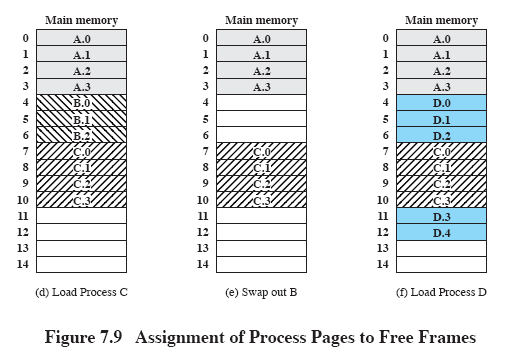 Main memory Main memory Main memory
0 A.0 0 A.0 0 A.0
1 A.1 1 A.1 1 A.1
2 A.2 2 A.2 2 A.2
3 A.3 3 A.3 3 A.3
4 B.0 4 4 D.0
5 B.1 5 5 D.1
6 B.2 6 6 D.2
7 C.0 7 C.0 7 C.0
8 C.1 8 C.1 8 C.1
9 C.2 9 C.2 9 C.2
10 C.3 10 C.3 10 C.3
11 11 11 D.3
12 12 12 D.4
13 13 13
14 14 14
(d) Load Process C (e) Swap out B (f) Load Process D
Figure 7.9 Assignment of Process Pages to Free Frames